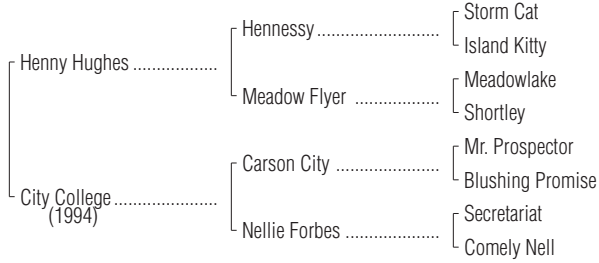 Storm Cat
Hennessy........................
Island Kitty
Henny Hughes .................
Meadowlake
Meadow Flyer .................
Shortley
Mr. Prospector
Carson City .....................
Blushing Promise
City College.....................
(1994)
Secretariat
Nellie Forbes ...................
Comely Nell